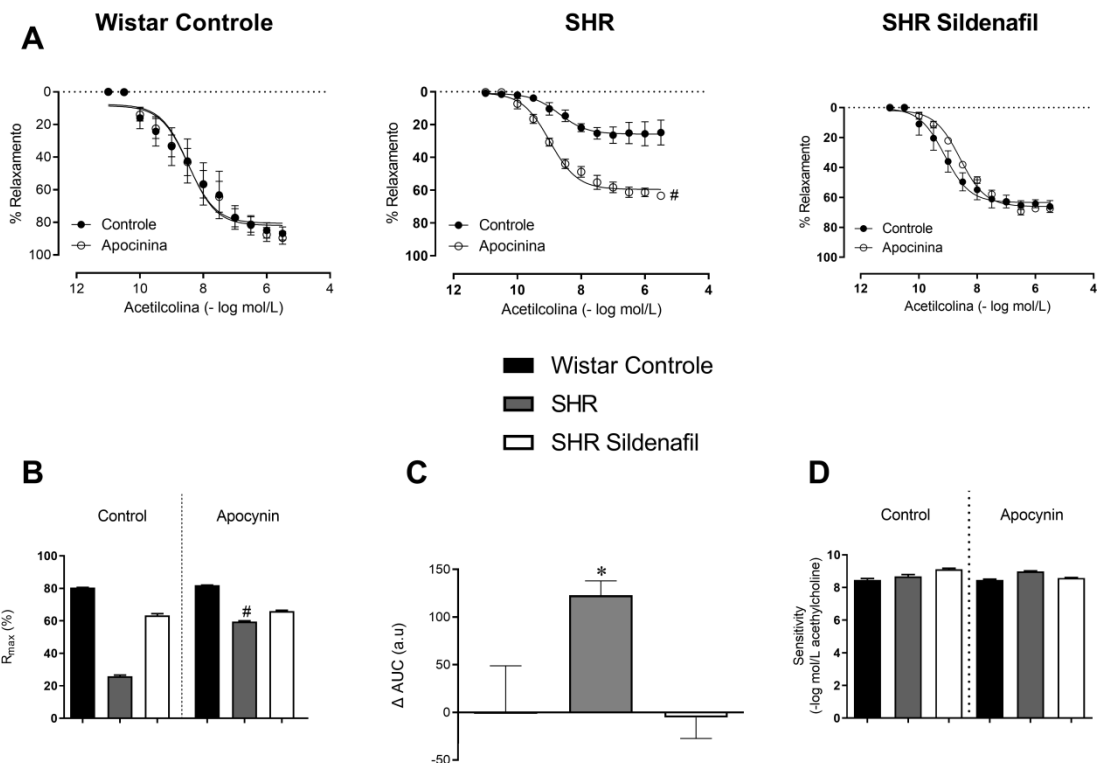 Wistar Controle
SHR
SHR Sildenafil
A
% Relaxamento
0
20
40
60
80
100
Controle
Apocinina
12
10
8
6
4
Acetilcolina (- log mol/L)
% Relaxamento
0
20
40
60
80
100
#
Controle
Apocinina
12
10
8
6
4
Acetilcolina (- log mol/L)
% Relaxamento
0
20
40
60
80
100
Controle
Apocinina
12
10
8
6
4
Acetilcolina (- log mol/L)
Wistar Controle
SHR
SHR Sildenafil
B
Control
Apocynin
Rmax (%)
100
80
60
40
20
0
#
C
Δ AUC (a.u)
150
100
50
0
-50
*
D
Control
Apocynin
Sensitivity
(-log mol/L acetylcholine)
10
8
6
4
2
0